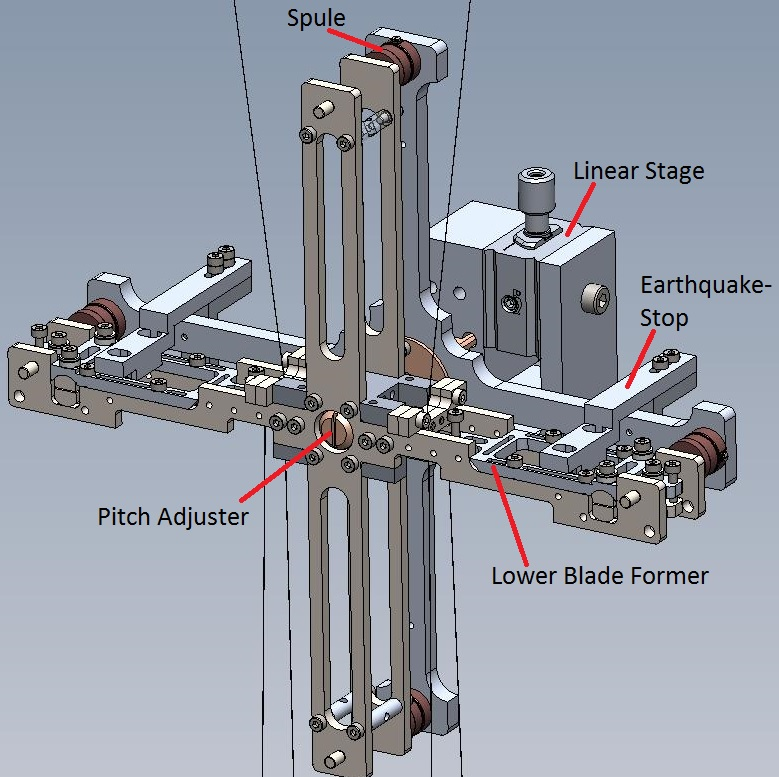 Spule
Linear Stage
Earthquake-
Stop
Pitch Adjuster
Lower Blade Former